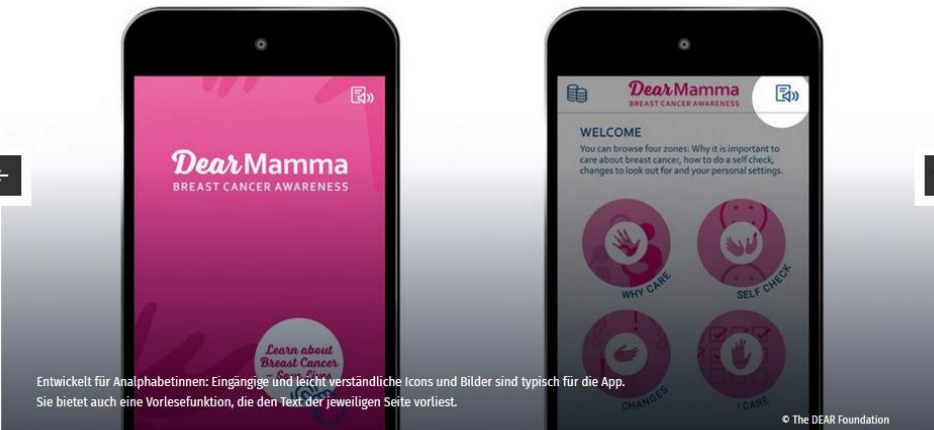 Dear Mamma
BREAST CANCER AWARENESS
Learn about
Breast Cancer
– Save Lives
Dear Mamma
BREAST CANCER AWARENESS
WELCOME
You can browse four zones: Why it is important to
care about breast cancer, how to do a self check,
changes to look out for and your personal settings.
WHY CARE
SELF CHECK
CHANGES
I CARE
Entwickelt für Analphabetinnen: Eingängige und leicht verständliche Icons und Bilder sind typisch für die App.
Sie bietet auch eine Vorlesefunktion, die den Text der jeweiligen Seite vorliest.
© The DEAR Foundation